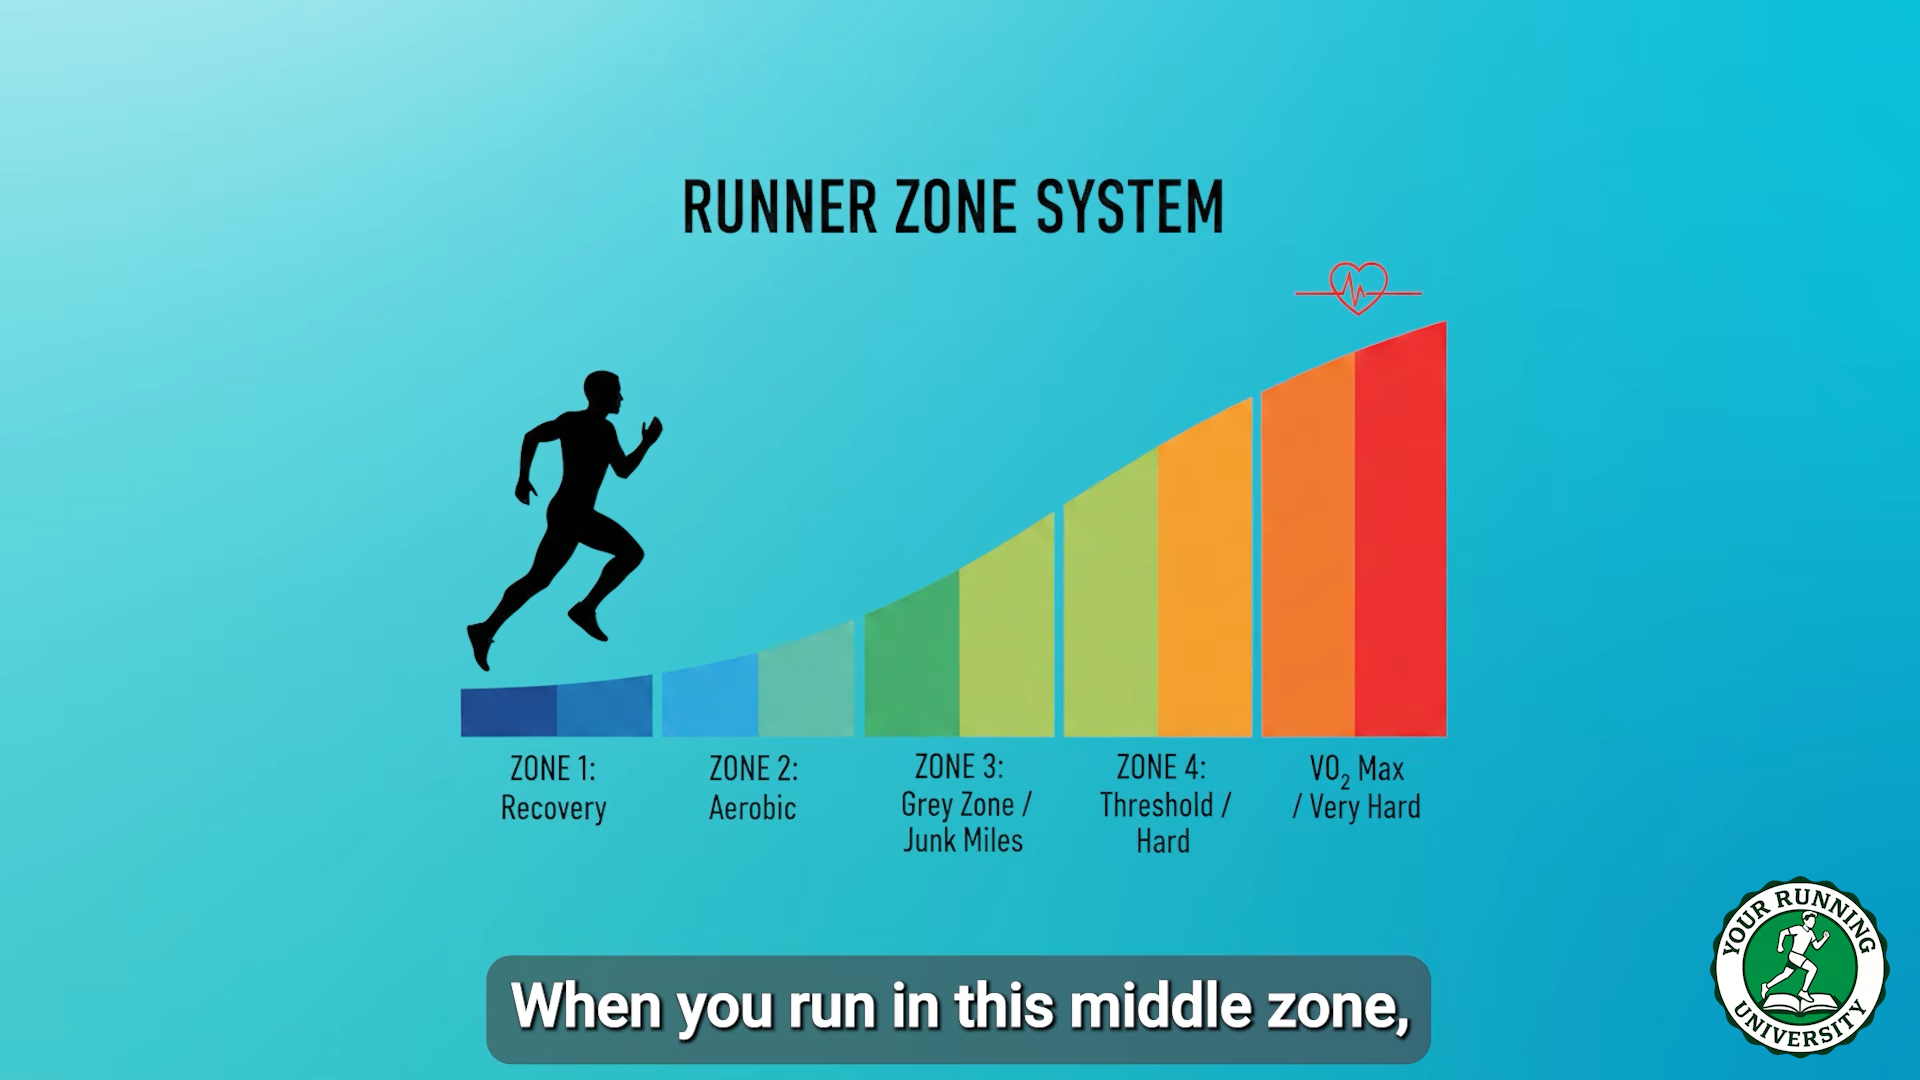 RUNNER ZONE SYSTEM
ZONE 1:
Recovery
ZONE 2:
Aerobic
ZONE 3:
Grey Zone /
Junk Miles
ZONE 4:
Threshold /
Hard
VO₂ Max
/ Very Hard
When you run in this middle zone,
YOUR RUNNING
UNIVERSITY